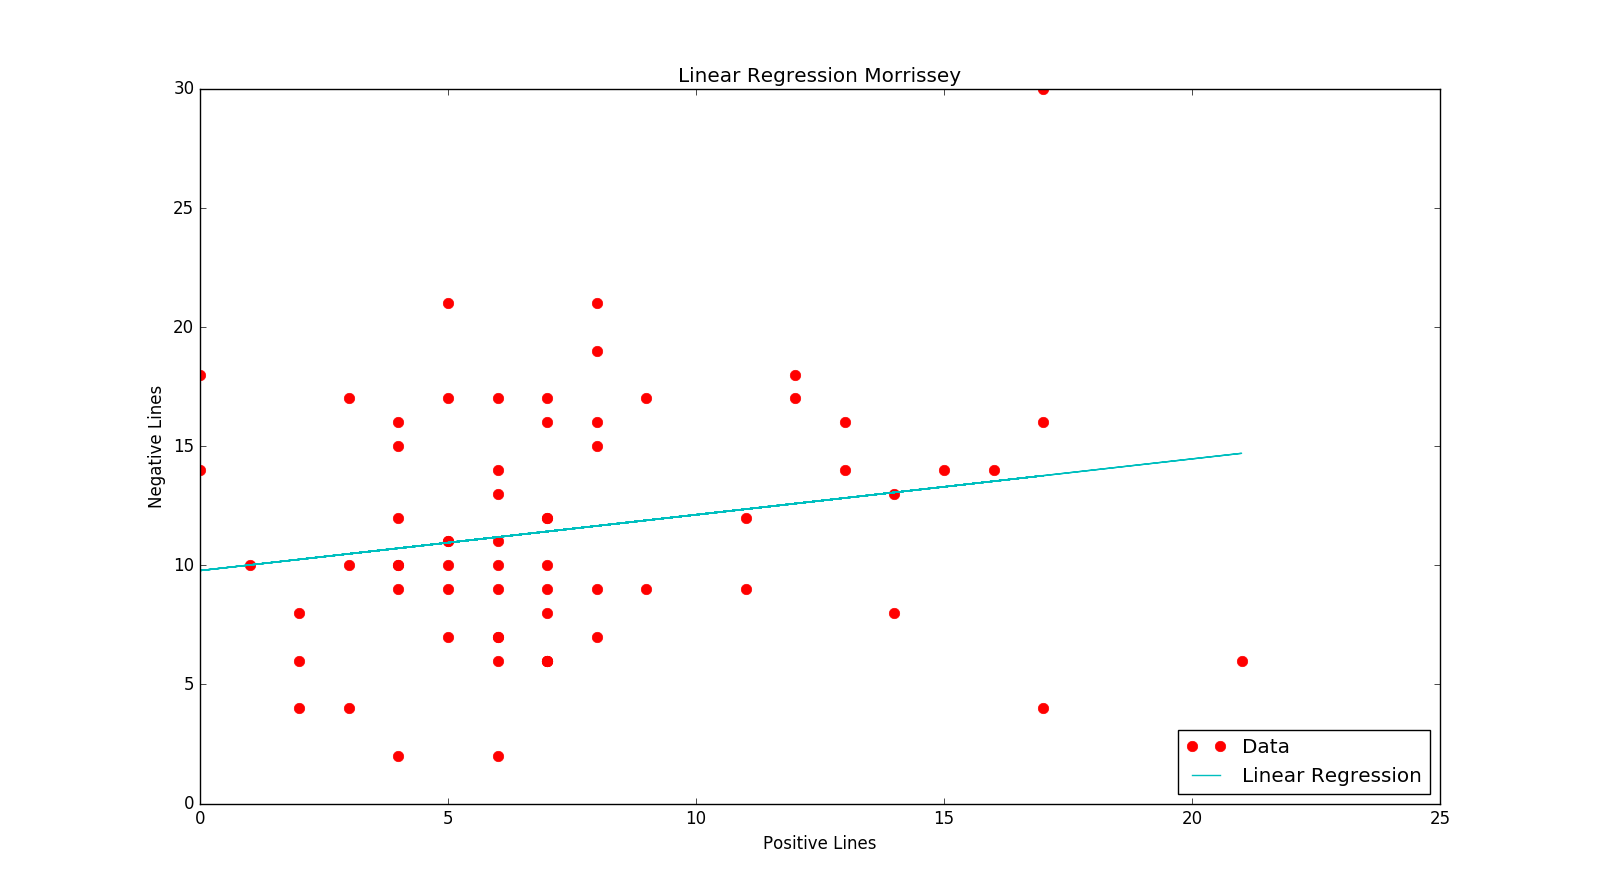 Linear Regression Morrissey
30
25
20
15
10
5
0
Negative Lines
0 5 10 15 20 25
Positive Lines
Data
Linear Regression